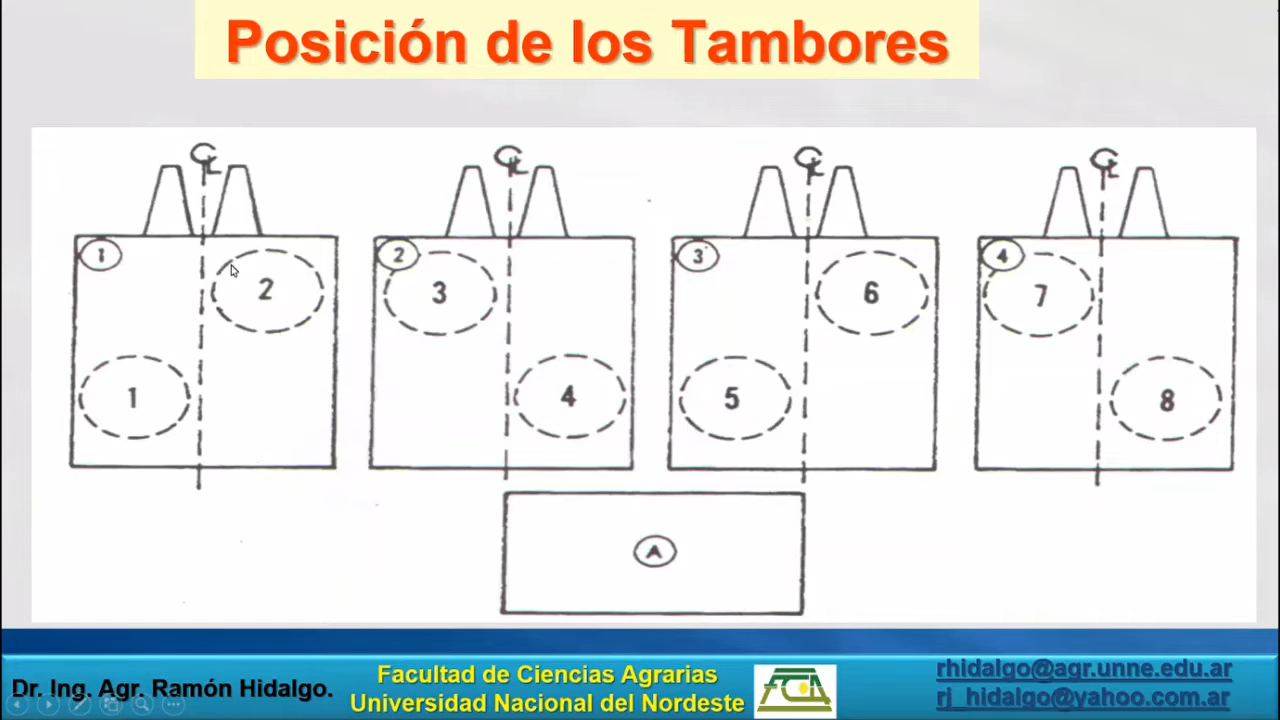 Posición de los Tambores
℄ ℄ ℄ ℄
1 2 3 4
2 3 6 7
1 4 5 8
A
Dr. Ing. Agr. Ramón Hidalgo.
Facultad de Ciencias Agrarias
Universidad Nacional del Nordeste
FCA
rhidalgo@agr.unne.edu.ar
rj_hidalgo@yahoo.com.ar